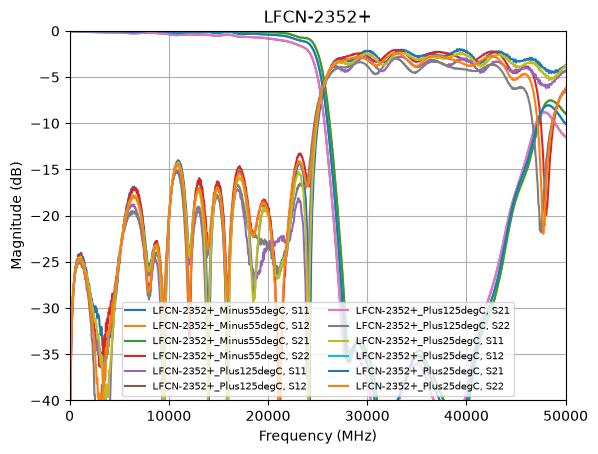 LFCN-2352+
Magnitude (dB)
0
−5
−10
−15
−20
−25
−30
−35
−40
LFCN-2352+_Minus55degC, S11
LFCN-2352+_Minus55degC, S12
LFCN-2352+_Minus55degC, S21
LFCN-2352+_Minus55degC, S22
LFCN-2352+_Plus125degC, S11
LFCN-2352+_Plus125degC, S12
LFCN-2352+_Plus125degC, S21
LFCN-2352+_Plus125degC, S22
LFCN-2352+_Plus25degC, S11
LFCN-2352+_Plus25degC, S12
LFCN-2352+_Plus25degC, S21
LFCN-2352+_Plus25degC, S22
0 10000 20000 30000 40000 50000
Frequency (MHz)